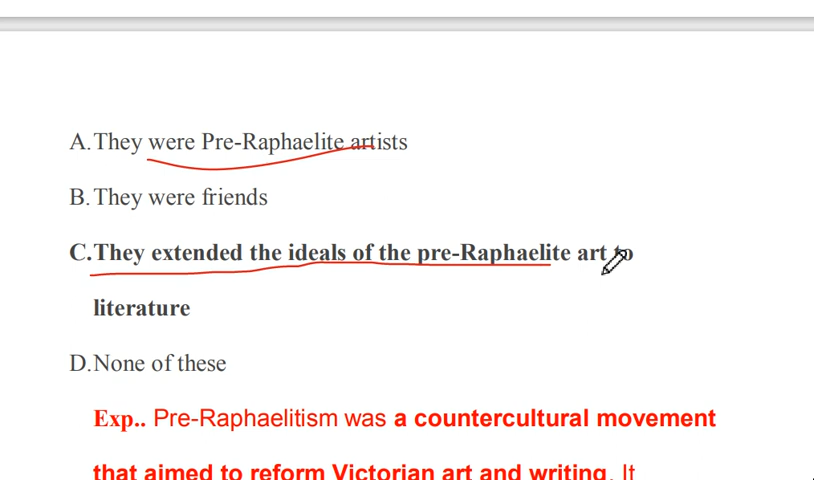 A. They were Pre-Raphaelite artists
B. They were friends
C. They extended the ideals of the pre-Raphaelite art to
literature
D. None of these
Exp.. Pre-Raphaelitism was a countercultural movement
that aimed to reform Victorian art and writing. It